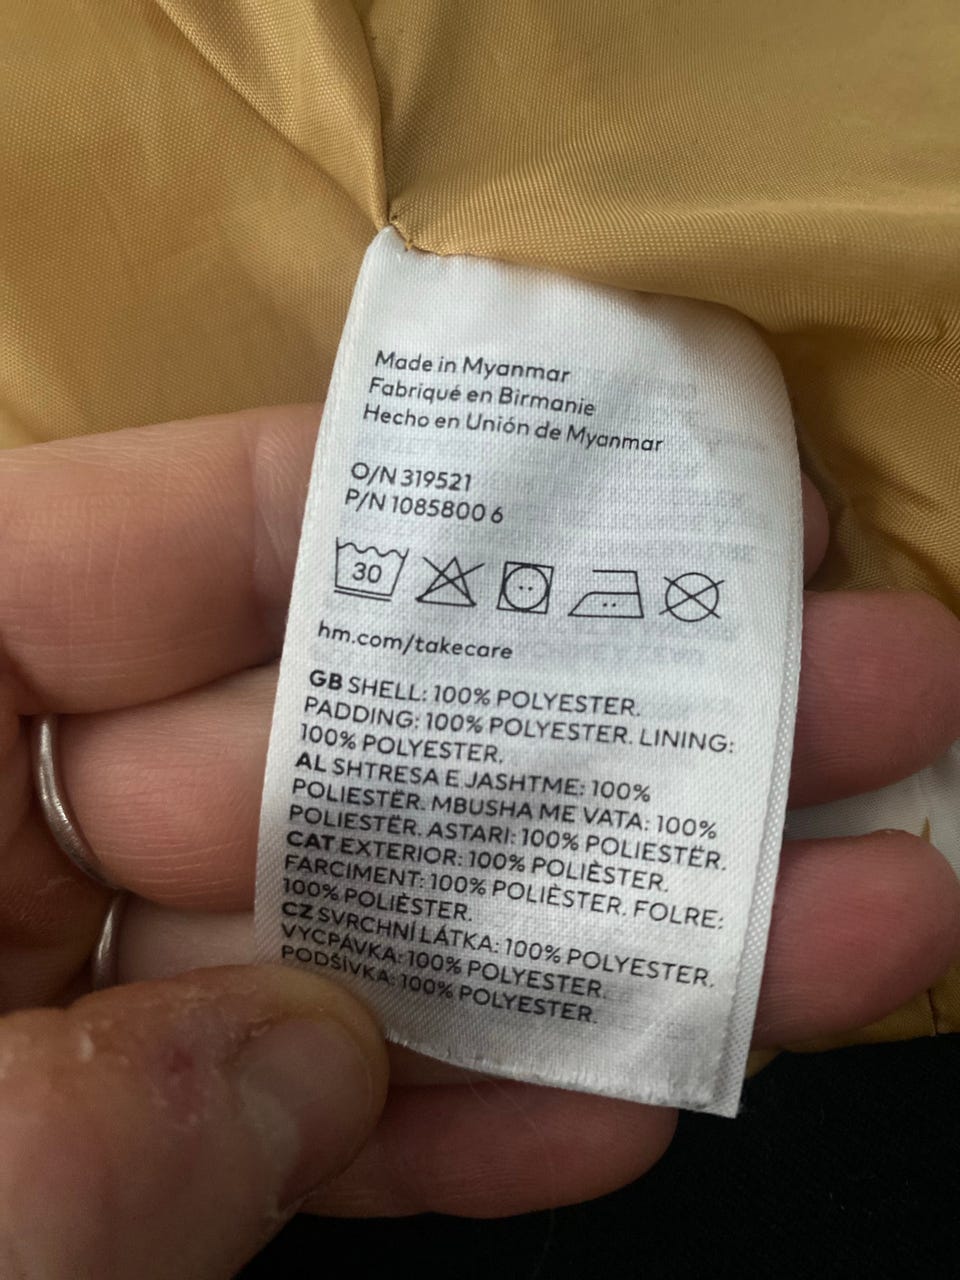 Made in Myanmar
Fabriqué en Birmanie
Hecho en Unión de Myanmar
O/N 319521
P/N 1085800 6
30
hm.com/takecare
GB SHELL: 100% POLYESTER.
PADDING: 100% POLYESTER. LINING:
100% POLYESTER.
AL SHTRESA E JASHTME: 100%
POLIESTËR. MBUSHA ME VATA: 100%
POLIESTËR. ASTARI: 100% POLIESTËR.
CAT EXTERIOR: 100% POLIÈSTER.
FARCIMENT: 100% POLIÈSTER. FOLRE:
100% POLIÈSTER.
CZ SVRCHNÍ LÁTKA: 100% POLYESTER.
VÝCPAVKA: 100% POLYESTER.
PODŠÍVKA: 100% POLYESTER.